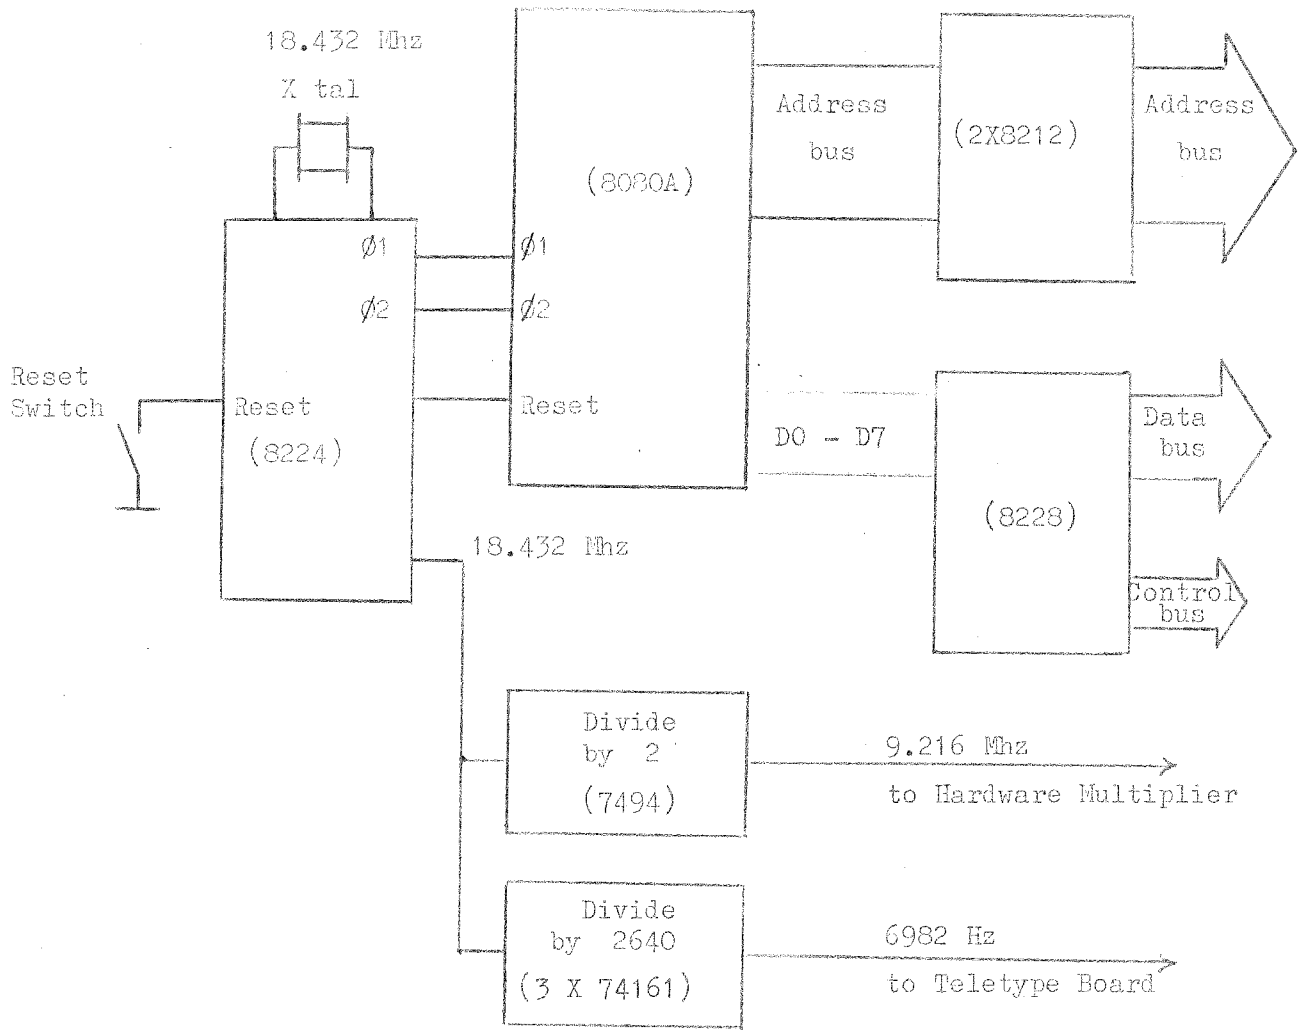 18.432 Mhz
X tal
(8080A)
Address
bus
(2X8212)
Address
bus
Ø1
Ø1
Ø2
Ø2
Reset
Switch
Reset
(8224)
Reset
D0 - D7
Data
bus
(8228)
Control
bus
18.432 Mhz
Divide
by 2
(7494)
9.216 Mhz
to Hardware Multiplier
Divide
by 2640
(3 X 74161)
6982 Hz
to Teletype Board